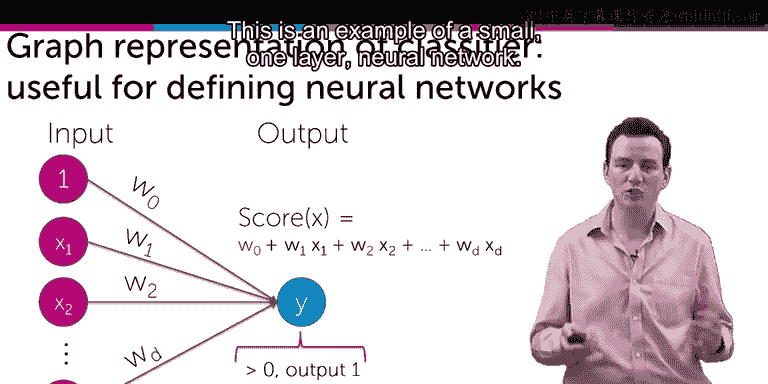 This is an example of a small,
one layer, neural network.
Graph representation of classifier:
useful for defining neural networks
Input
Output
1
w0
x1
w1
Score(x) =
w0 + w1 x1 + w2 x2 + ... + wd xd
x2
w2
y
⋮
wd
> 0, output 1